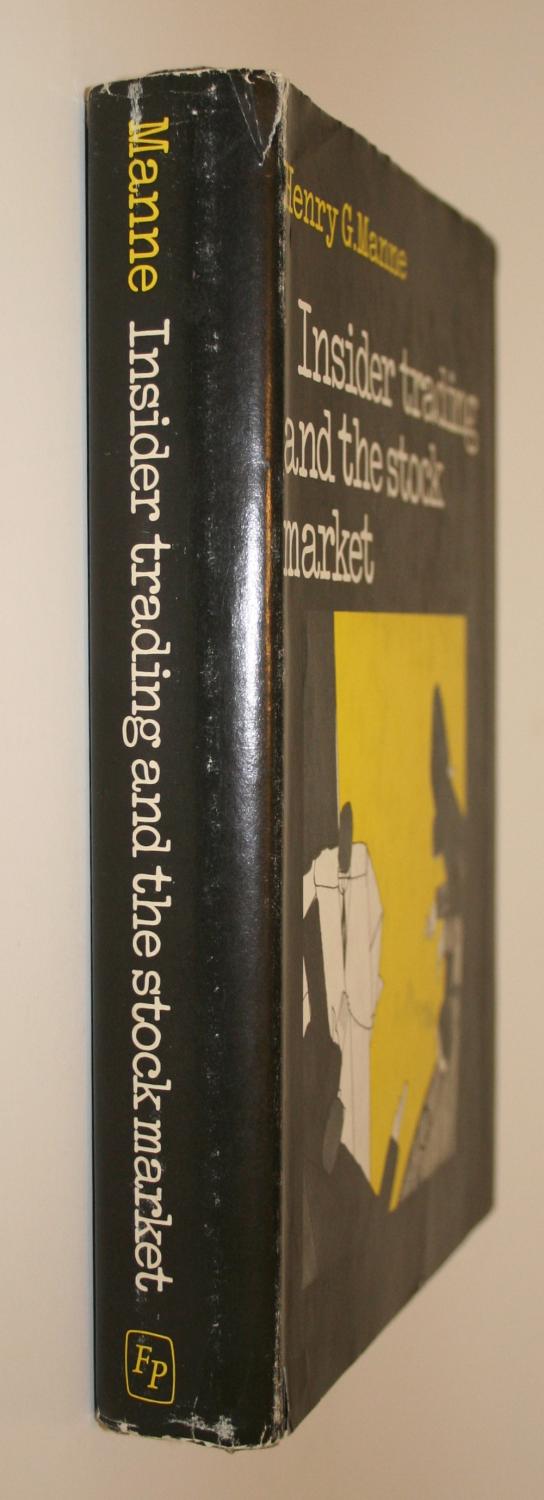 Manne Insider trading and the stock market
FP
Henry G. Manne
Insider trading
and the stock
market